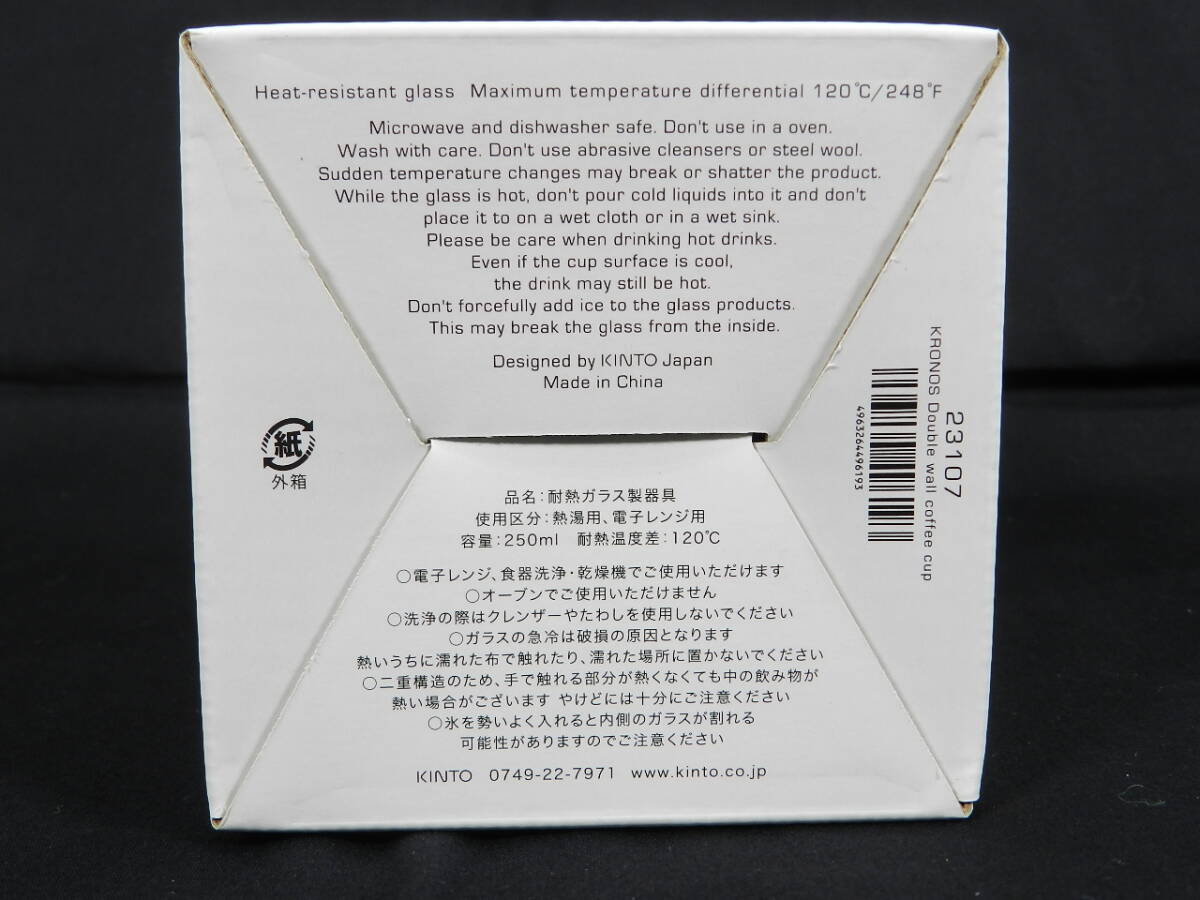 Heat-resistant glass Maximum temperature differential 120℃/248°F
Microwave and dishwasher safe. Don't use in a oven.
Wash with care. Don't use abrasive cleansers or steel wool.
Sudden temperature changes may break or shatter the product.
While the glass is hot, don't pour cold liquids into it and don't
place it to on a wet cloth or in a wet sink.
Please be care when drinking hot drinks.
Even if the cup surface is cool,
the drink may still be hot.
Don't forcefully add ice to the glass products.
This may break the glass from the inside.
Designed by KINTO Japan
Made in China
紙
外箱
23107
KRONOS Double wall coffee cup
4963264496193
品名:耐熱ガラス製器具
使用区分:熱湯用、電子レンジ用
容量:250ml 耐熱温度差:120℃
○電子レンジ、食器洗浄・乾燥機でご使用いただけます
○オーブンでご使用いただけません
○洗浄の際はクレンザーやたわしを使用しないでください
○ガラスの急冷は破損の原因となります
熱いうちに濡れた布で触れたり、濡れた場所に置かないでください
○二重構造のため、手で触れる部分が熱くなくても中の飲み物が
熱い場合がございます やけどには十分にご注意ください
○氷を勢いよく入れると内側のガラスが割れる
可能性がありますのでご注意ください
KINTO 0749-22-7971 www.kinto.co.jp